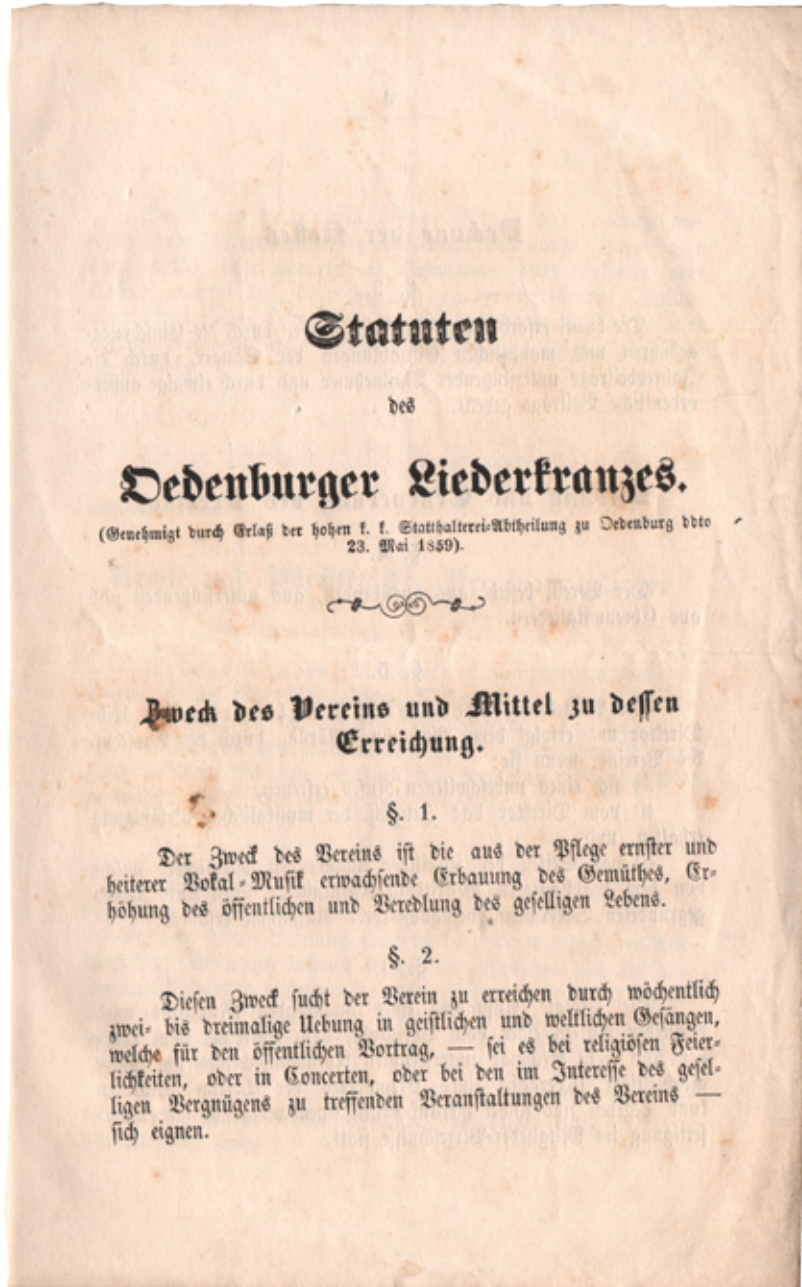 Statuten
des
Oedenburger Liederkranzes.
(Genehmigt durch Erlaß der hohen k. k. Statthalterei-Abtheilung zu Oedenburg ddto
23. Mai 1859).
Zweck des Vereins und Mittel zu dessen
Erreichung.
§. 1.
Der Zweck des Vereins ist die aus der Pflege ernster und
heiterer Vokal-Musik erwachsende Erbauung des Gemüthes, Er-
höhung des öffentlichen und Veredlung des geselligen Lebens.
§. 2.
Diesen Zweck sucht der Verein zu erreichen durch wöchentlich
zwei- bis dreimalige Uebung in geistlichen und weltlichen Gesängen,
welche für den öffentlichen Vortrag, — sei es bei religiösen Feier-
lichkeiten, oder in Concerten, oder bei den im Interesse des gesel-
ligen Vergnügens zu treffenden Veranstaltungen des Vereins —
sich eignen.